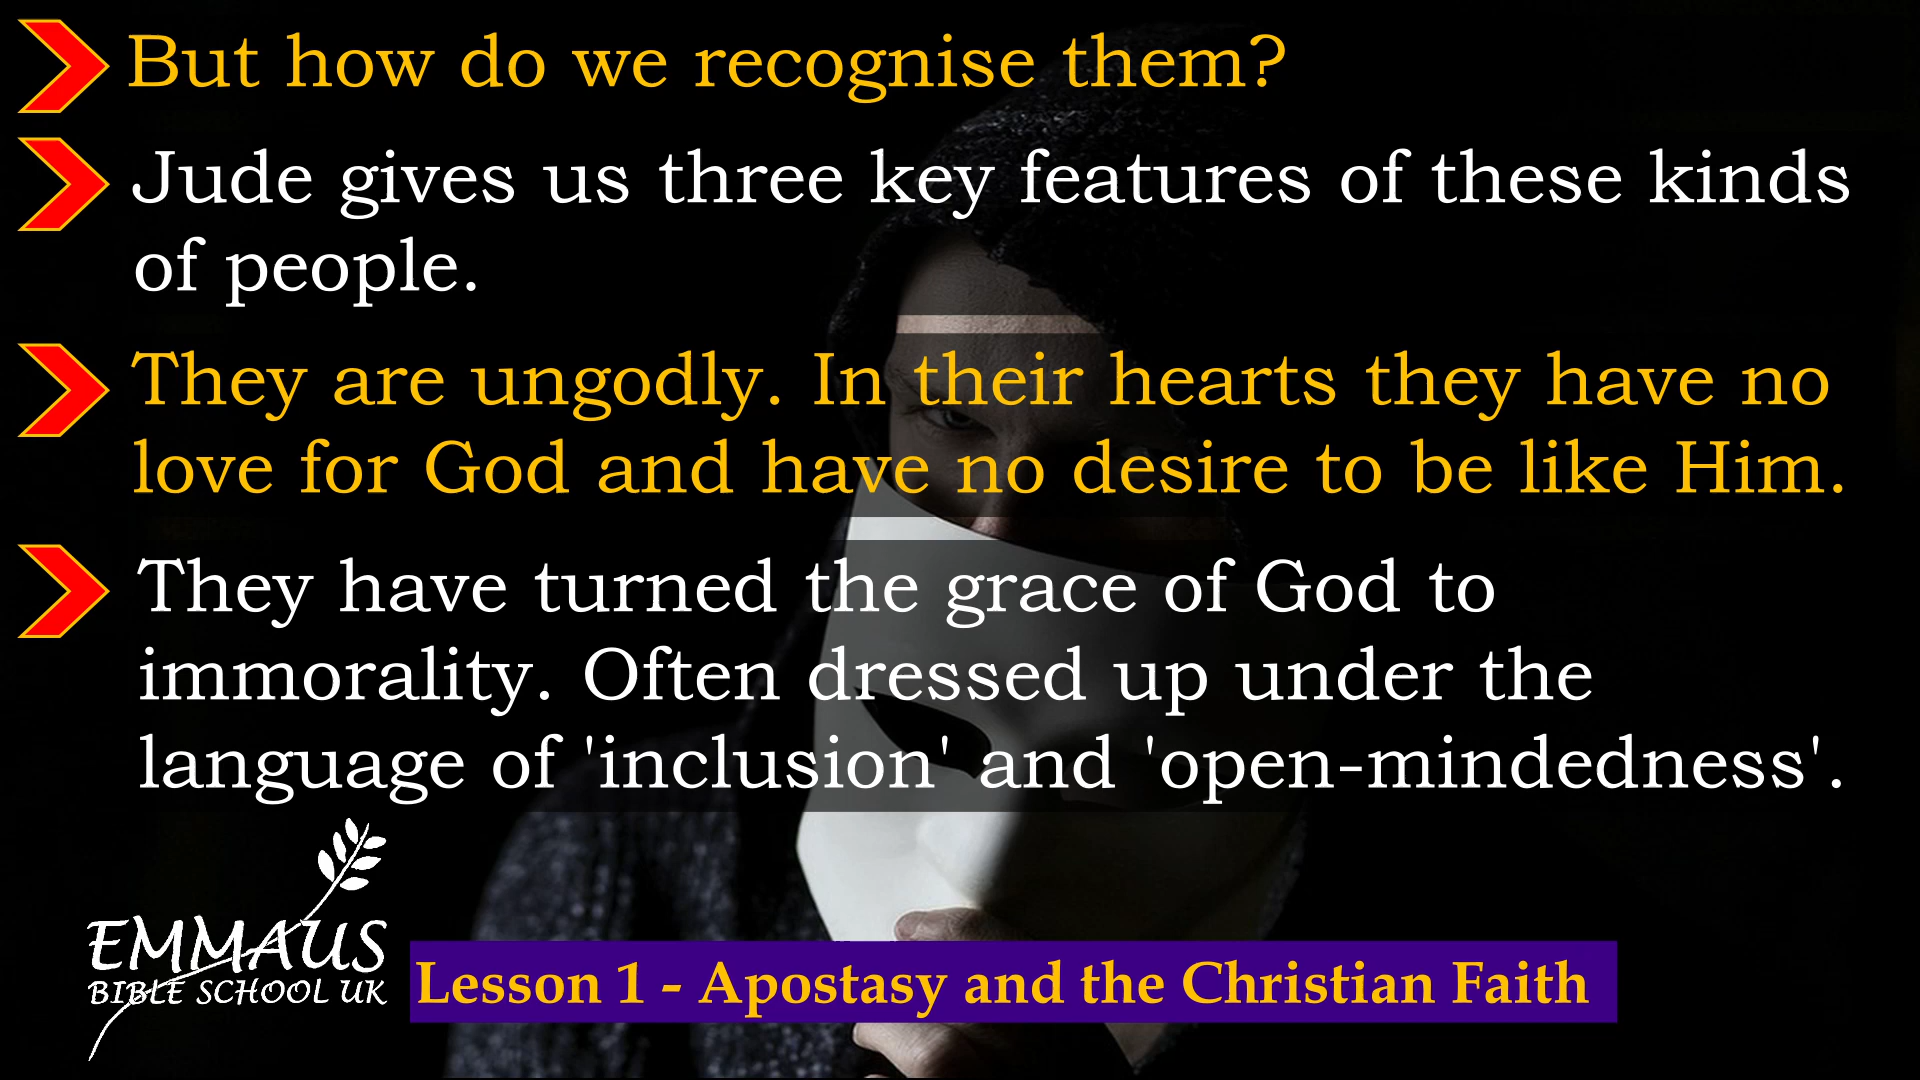 But how do we recognise them?
Jude gives us three key features of these kinds
of people.
They are ungodly. In their hearts they have no
love for God and have no desire to be like Him.
They have turned the grace of God to
immorality. Often dressed up under the
language of 'inclusion' and 'open-mindedness'.
EMMAUS
BIBLE SCHOOL UK
Lesson 1 - Apostasy and the Christian Faith